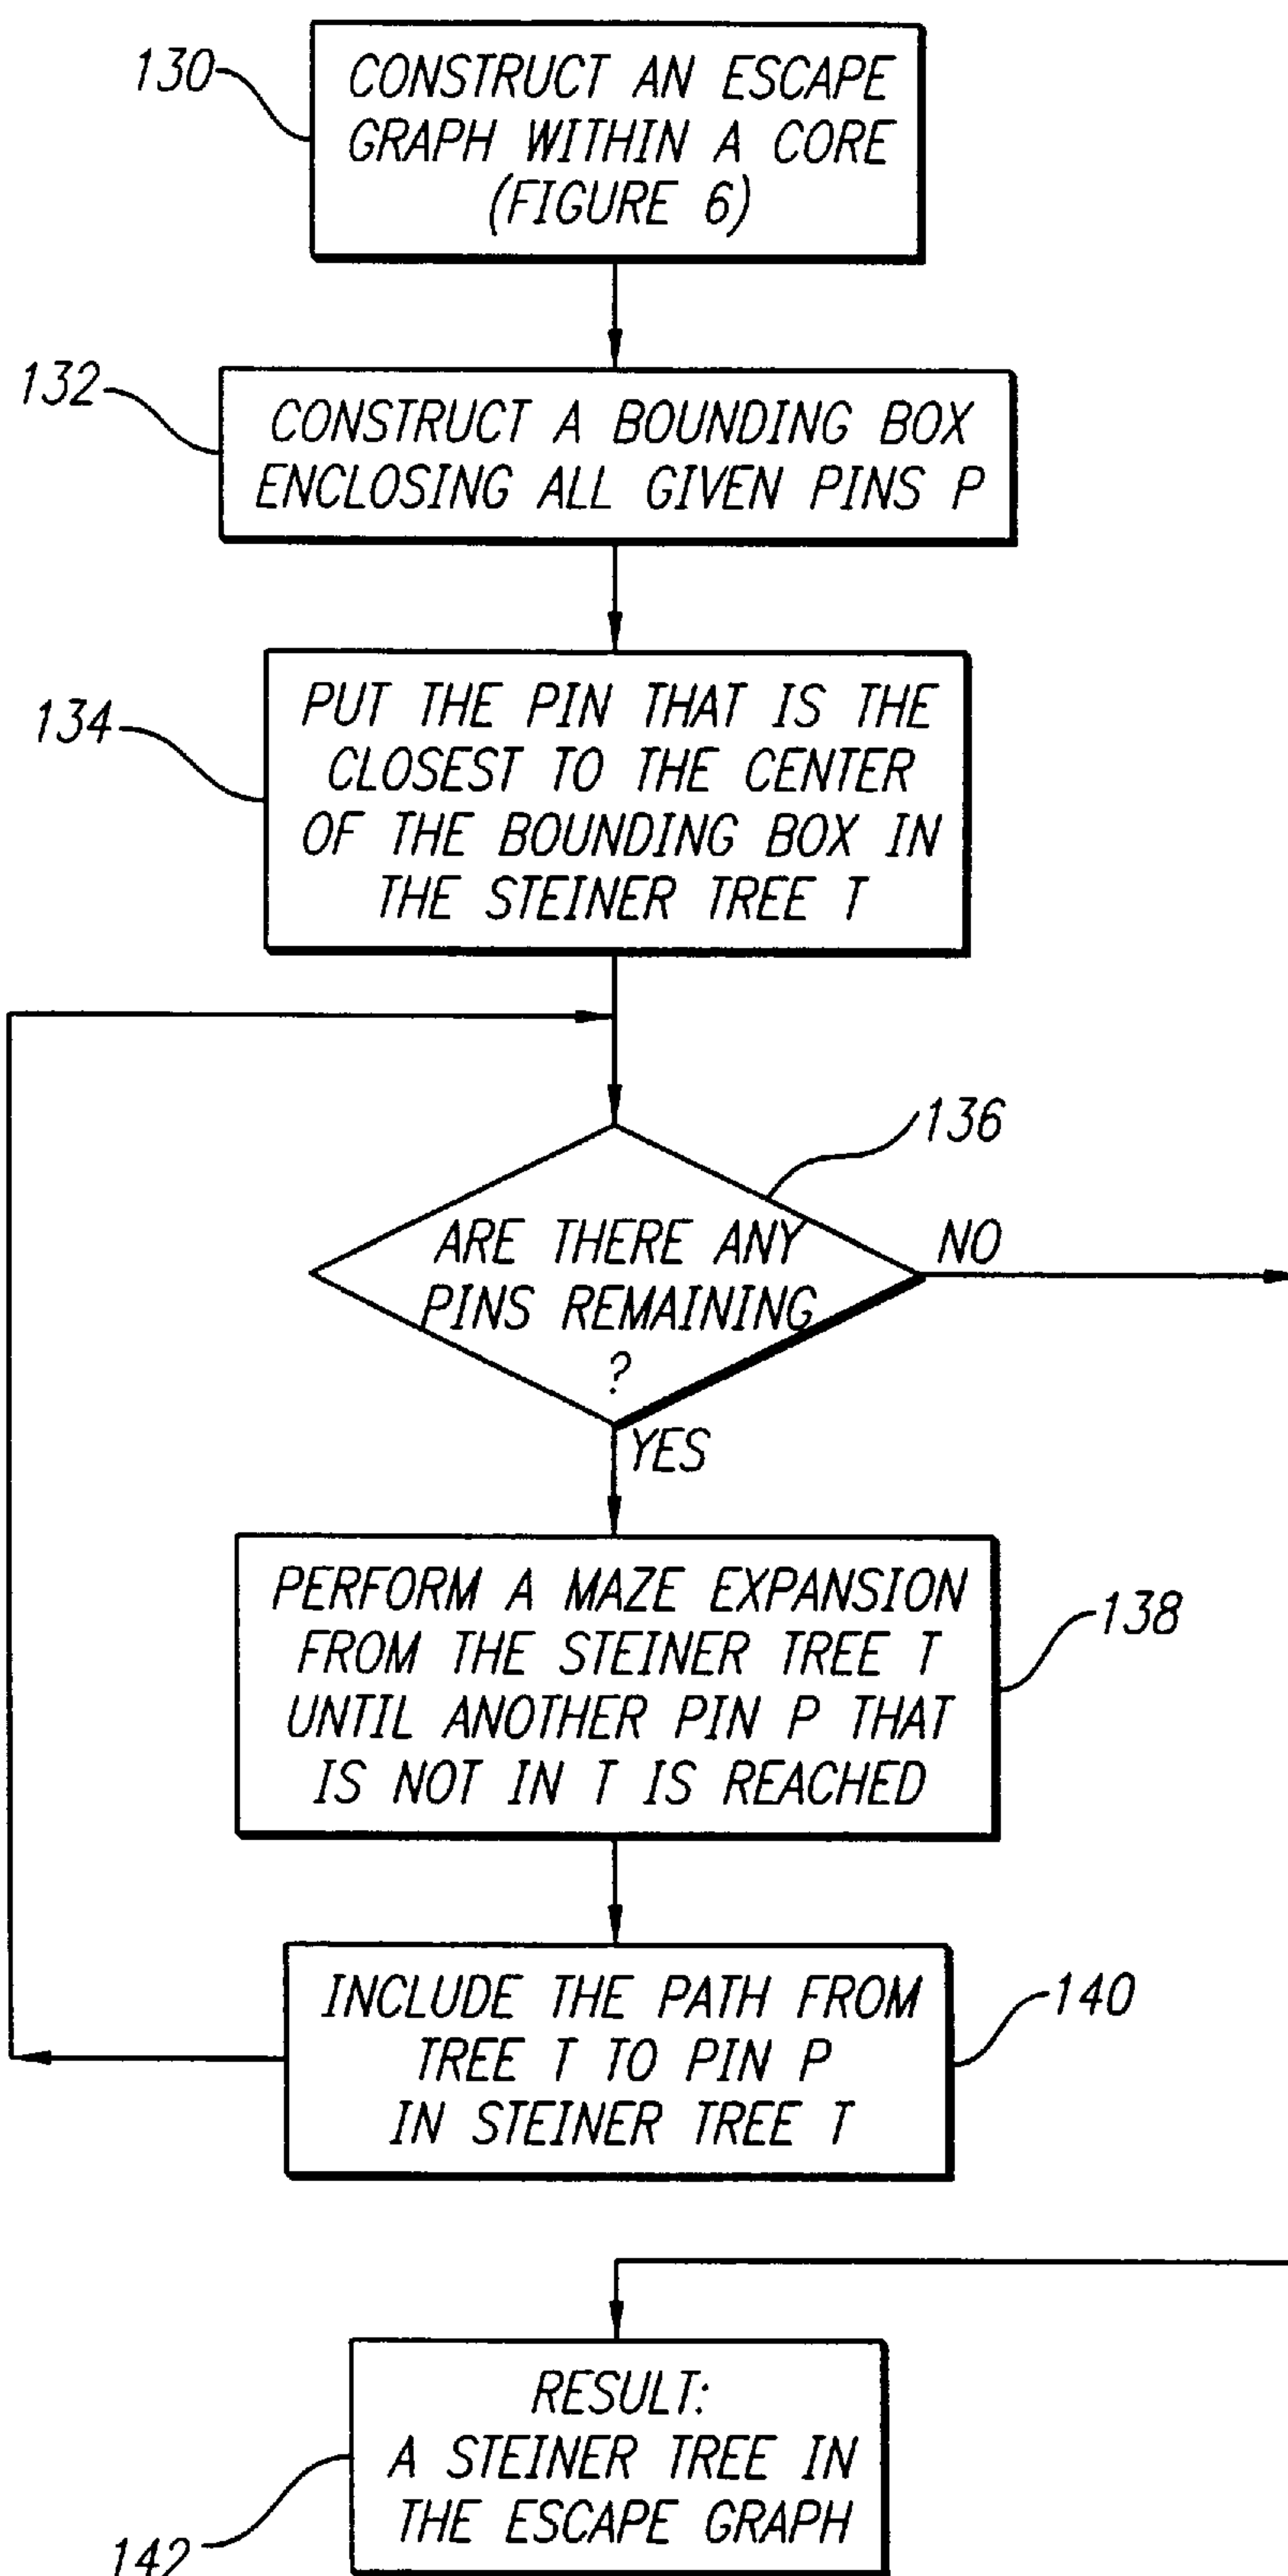 130
CONSTRUCT AN ESCAPE
GRAPH WITHIN A CORE
(FIGURE 6)
132
CONSTRUCT A BOUNDING BOX
ENCLOSING ALL GIVEN PINS P
134
PUT THE PIN THAT IS THE
CLOSEST TO THE CENTER
OF THE BOUNDING BOX IN
THE STEINER TREE T
136
ARE THERE ANY
PINS REMAINING
?
NO
YES
PERFORM A MAZE EXPANSION
FROM THE STEINER TREE T
UNTIL ANOTHER PIN P THAT
IS NOT IN T IS REACHED
138
INCLUDE THE PATH FROM
TREE T TO PIN P
IN STEINER TREE T
140
RESULT:
A STEINER TREE IN
THE ESCAPE GRAPH
142